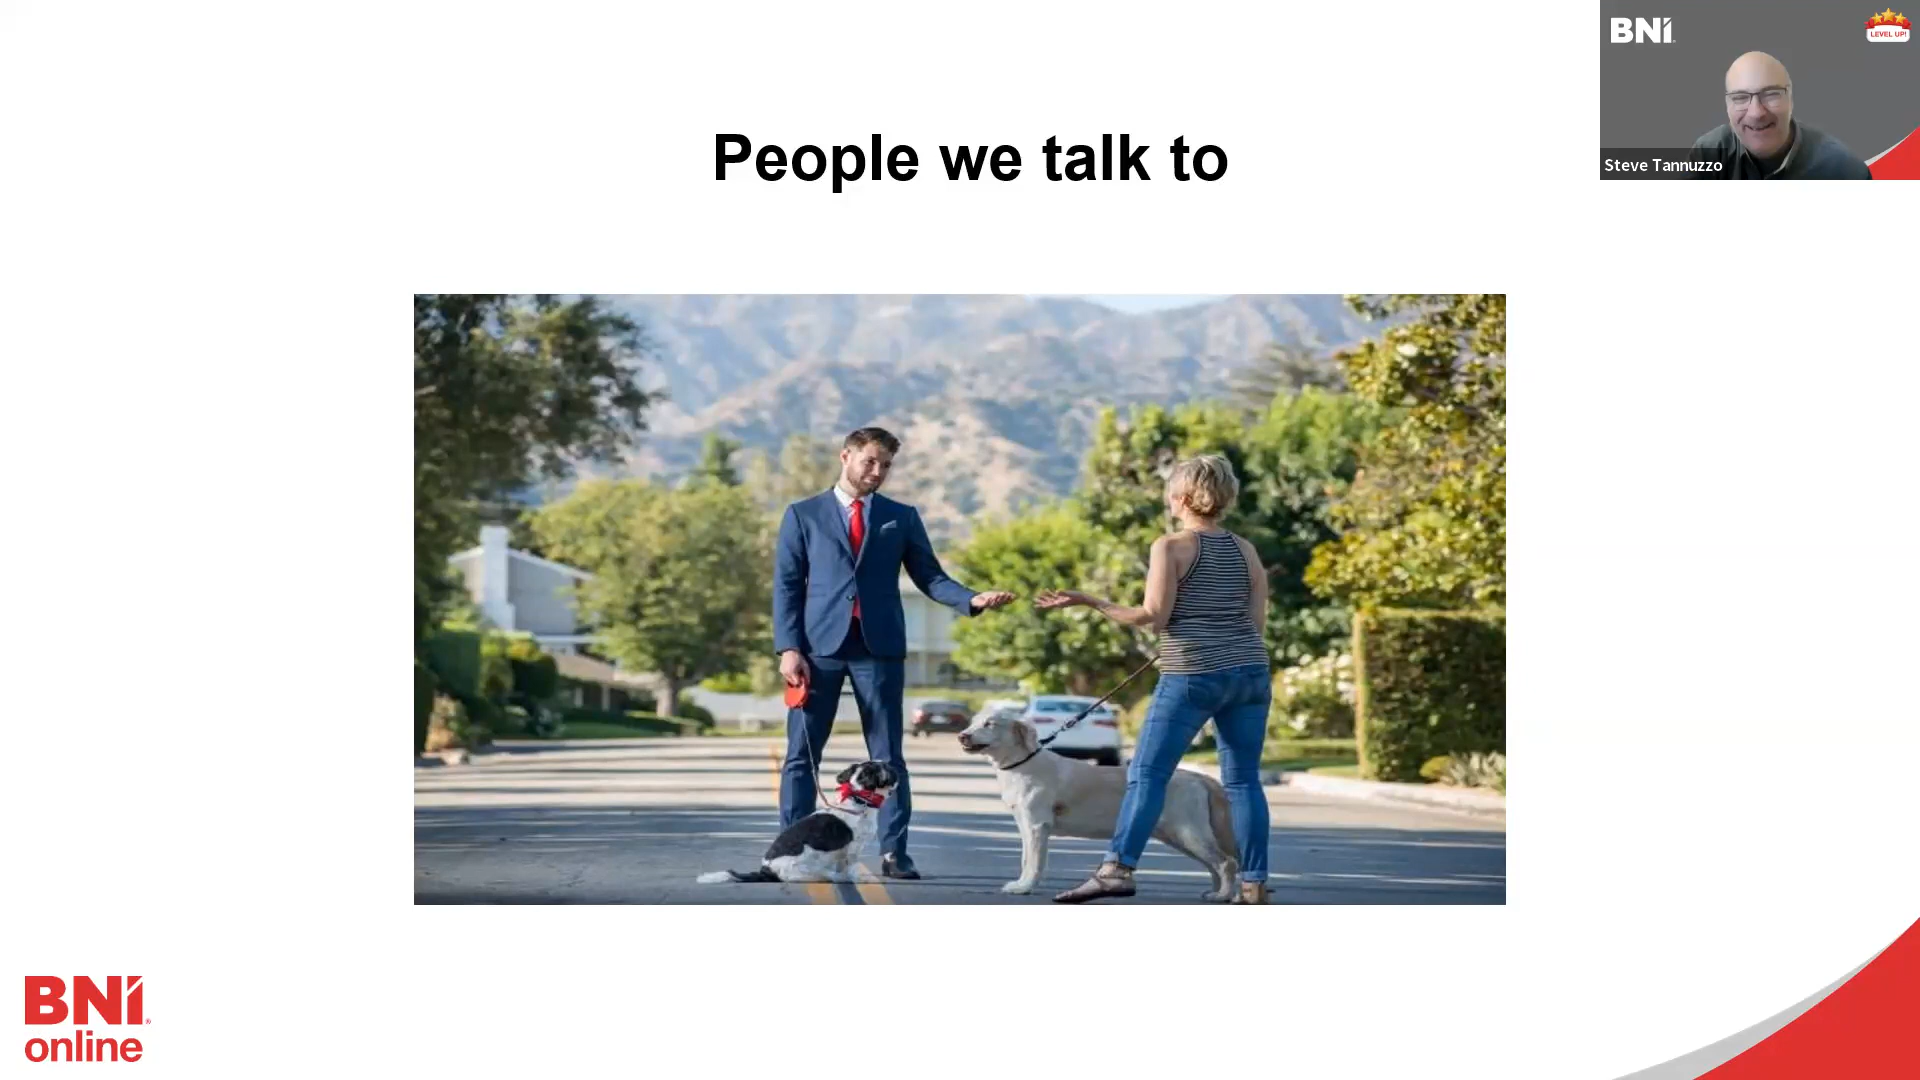 BNI
LEVEL UP!
People we talk to
Steve Tannuzzo
BNI
online